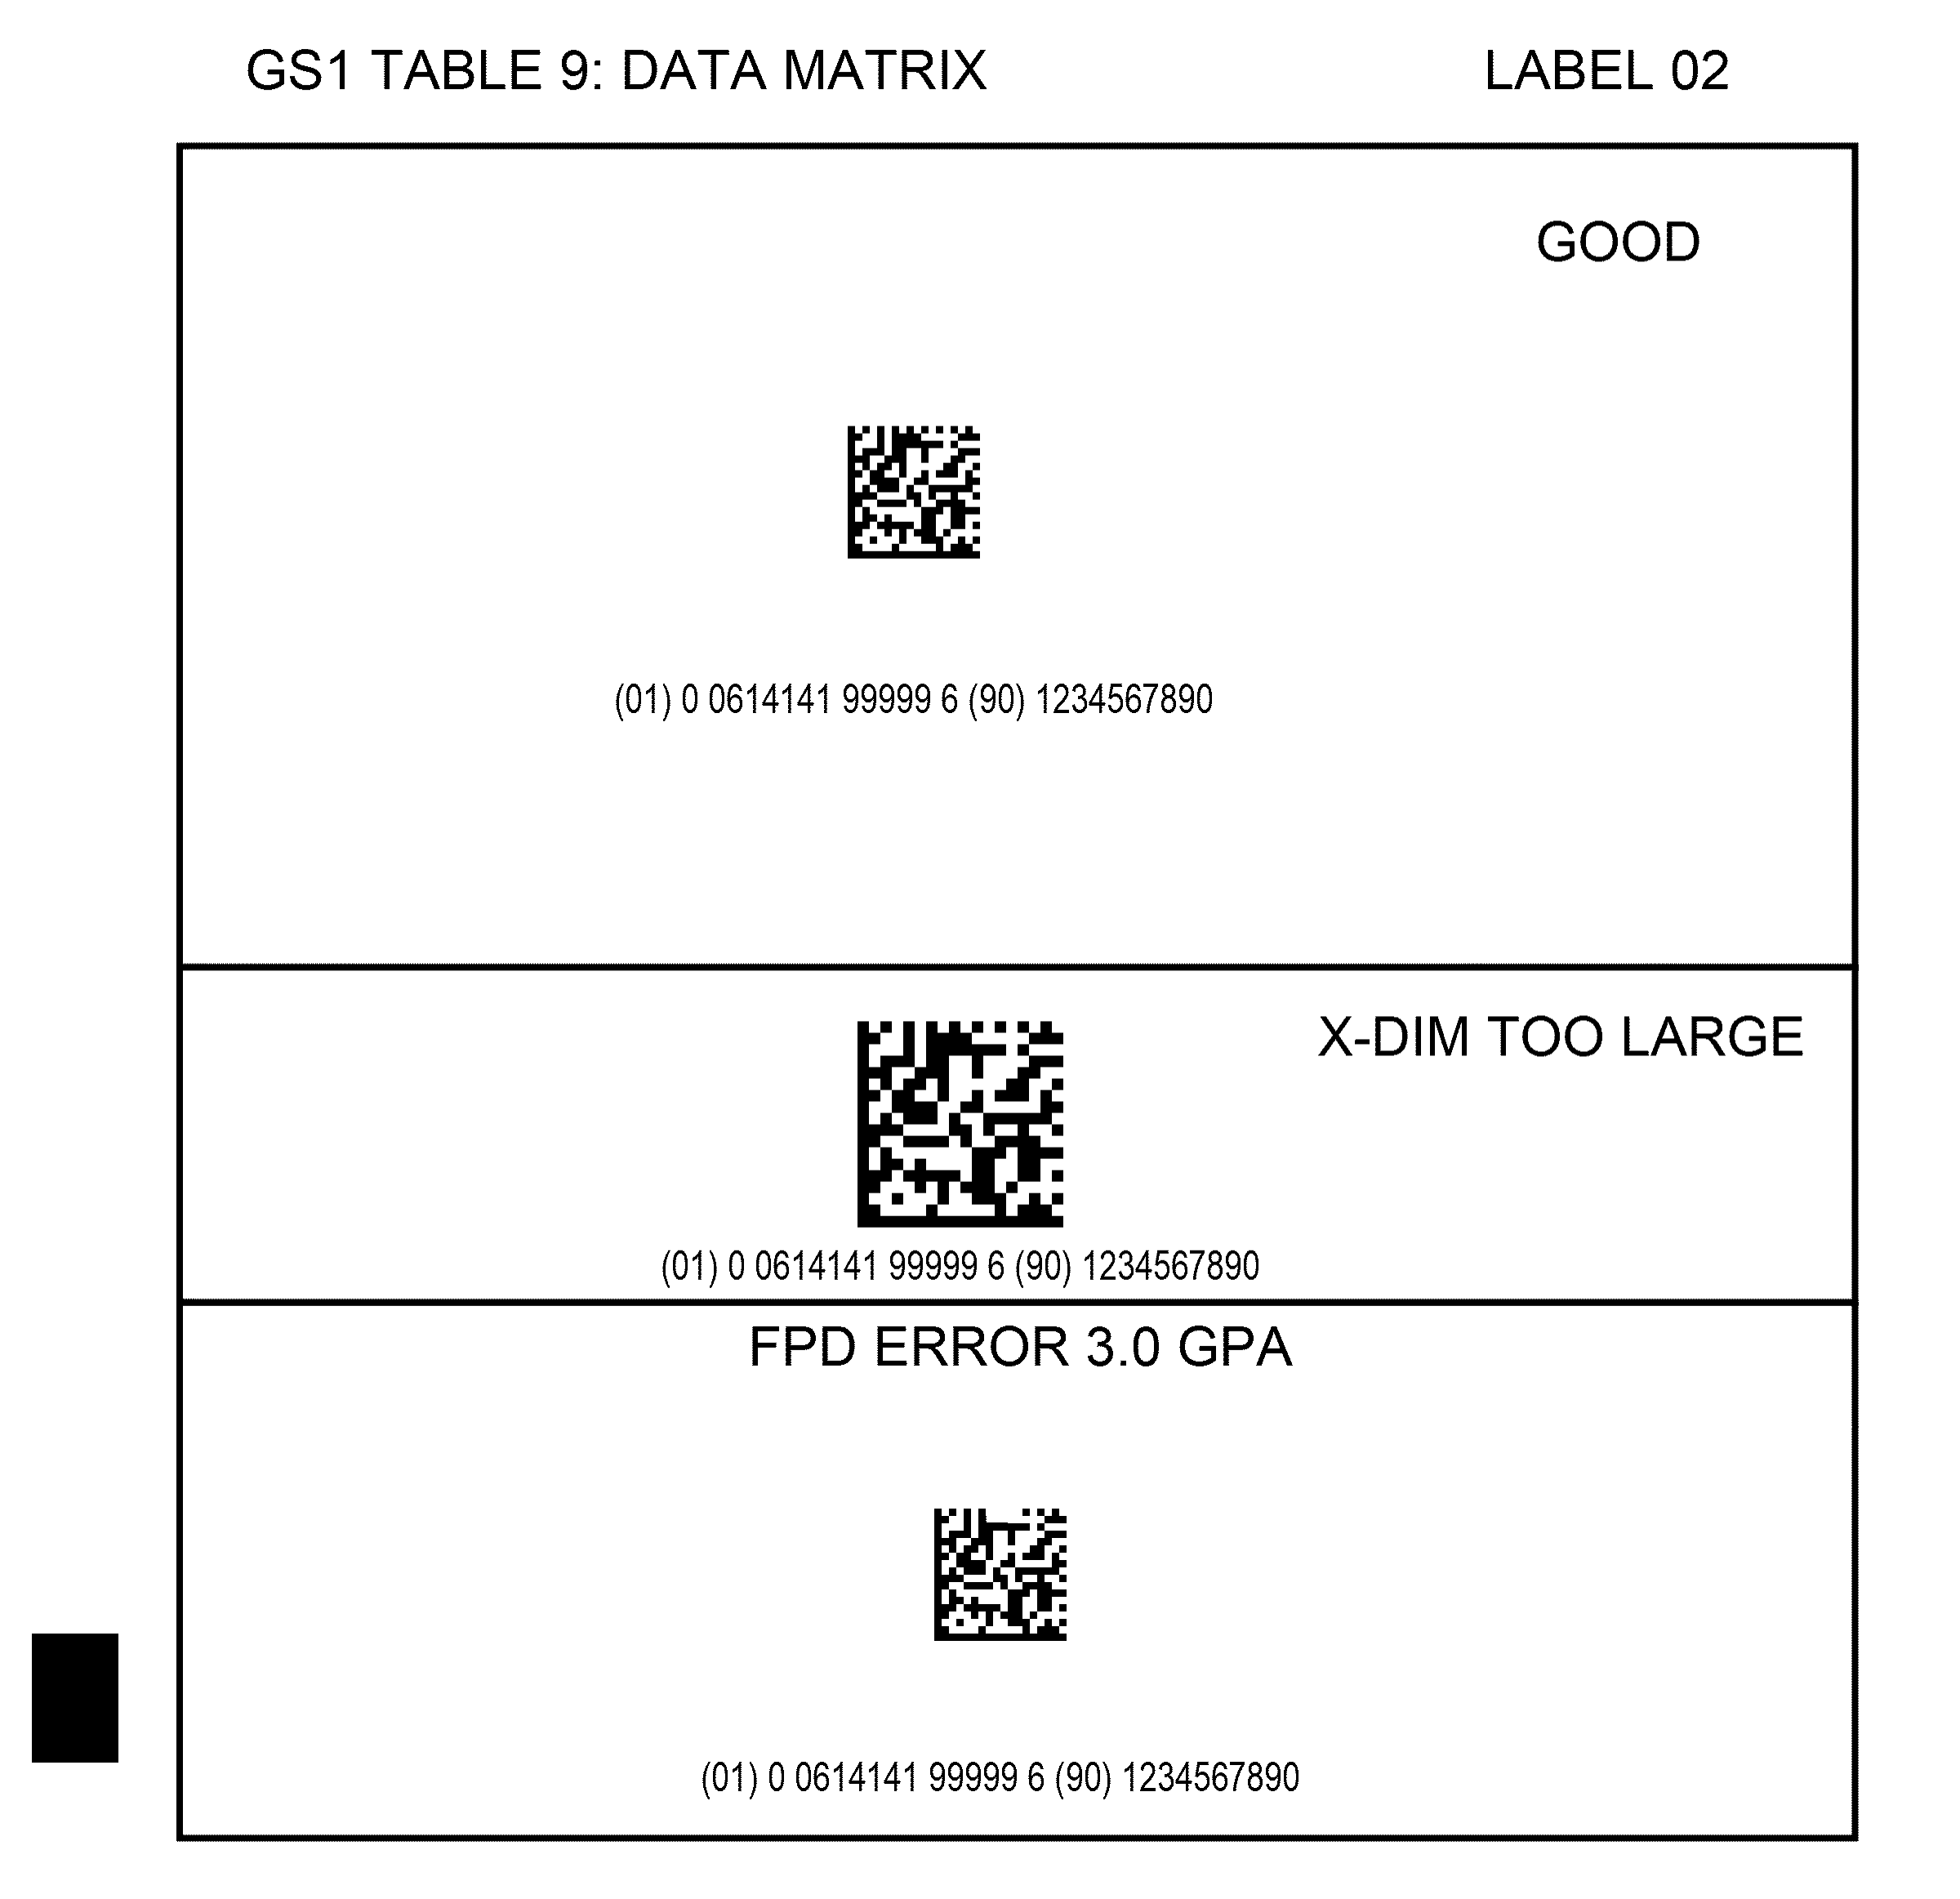 GS1 TABLE 9: DATA MATRIX LABEL 02
GOOD
(01) 0 0614141 99999 6 (90) 1234567890
X-DIM TOO LARGE
(01) 0 0614141 99999 6 (90) 1234567890
FPD ERROR 3.0 GPA
(01) 0 0614141 99999 6 (90) 1234567890